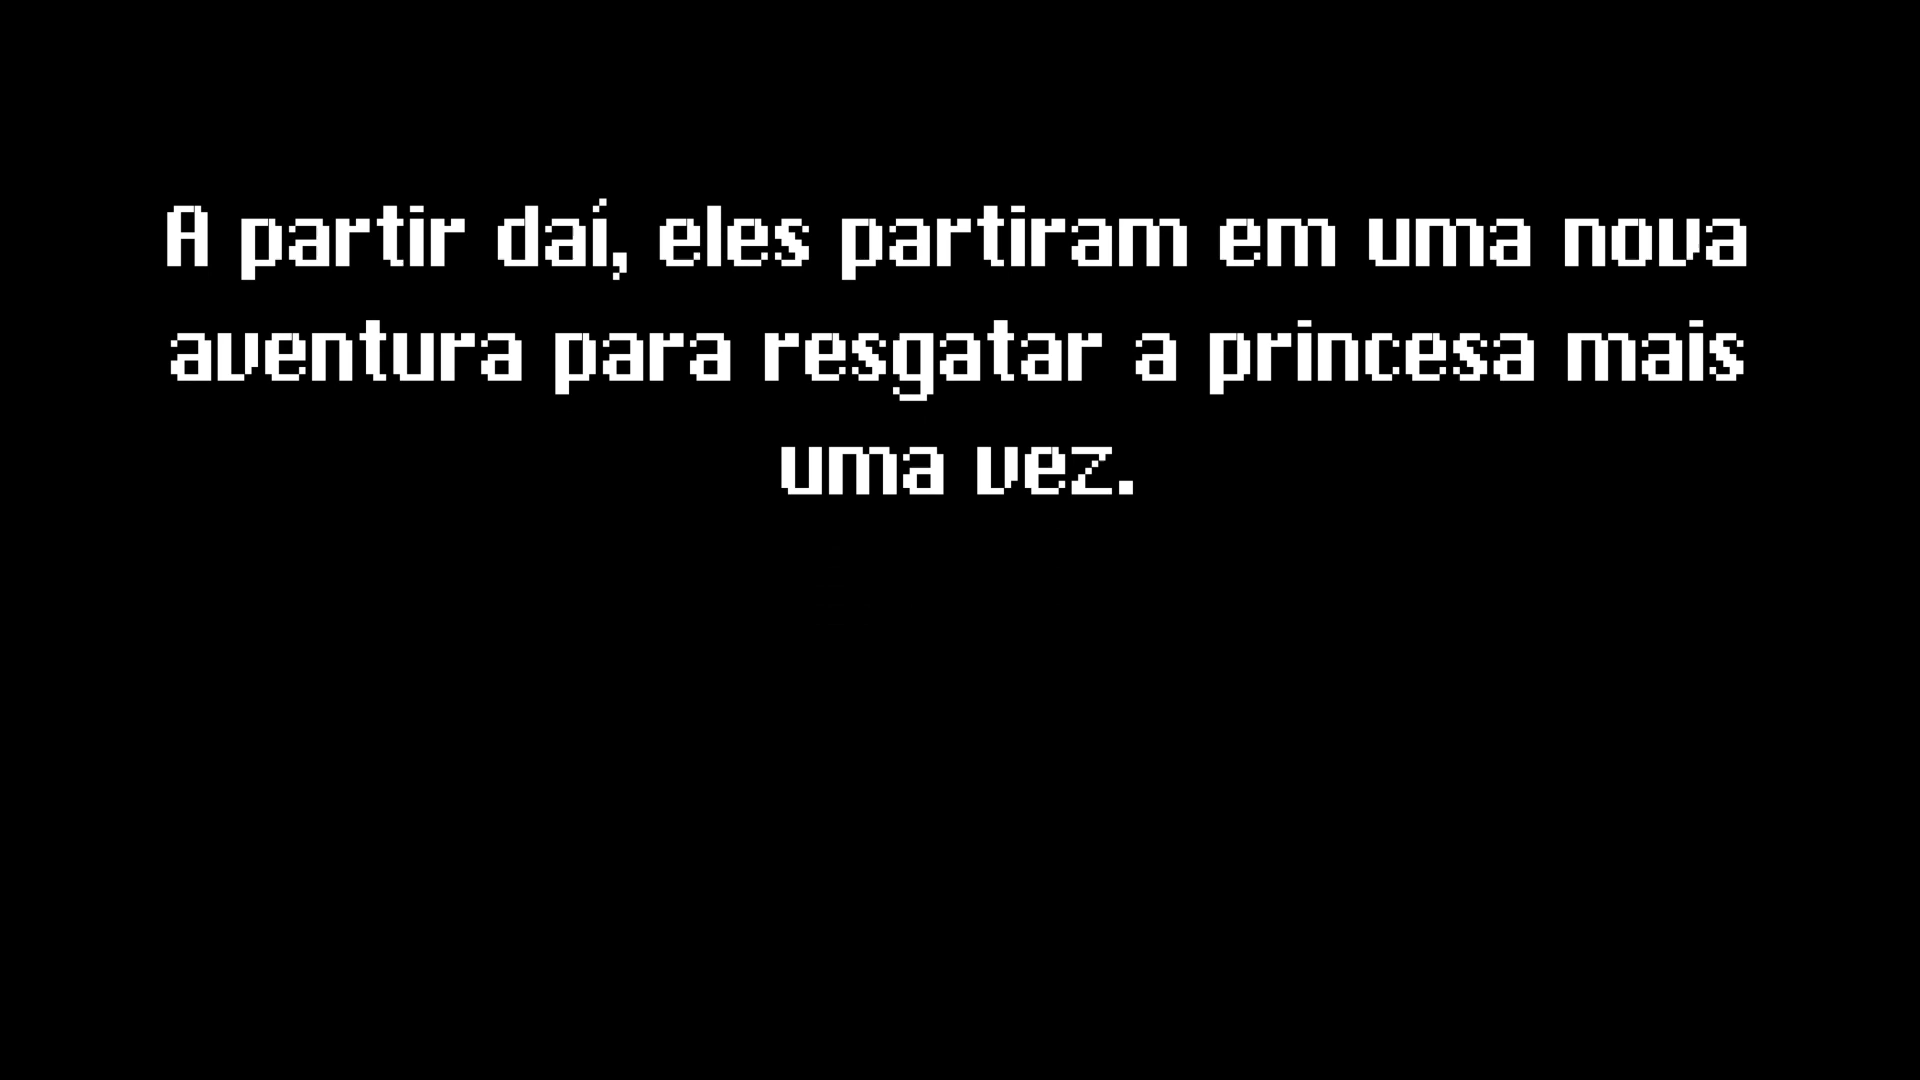 A partir daí, eles partiram em uma nova
aventura para resgatar a princesa mais
uma vez.